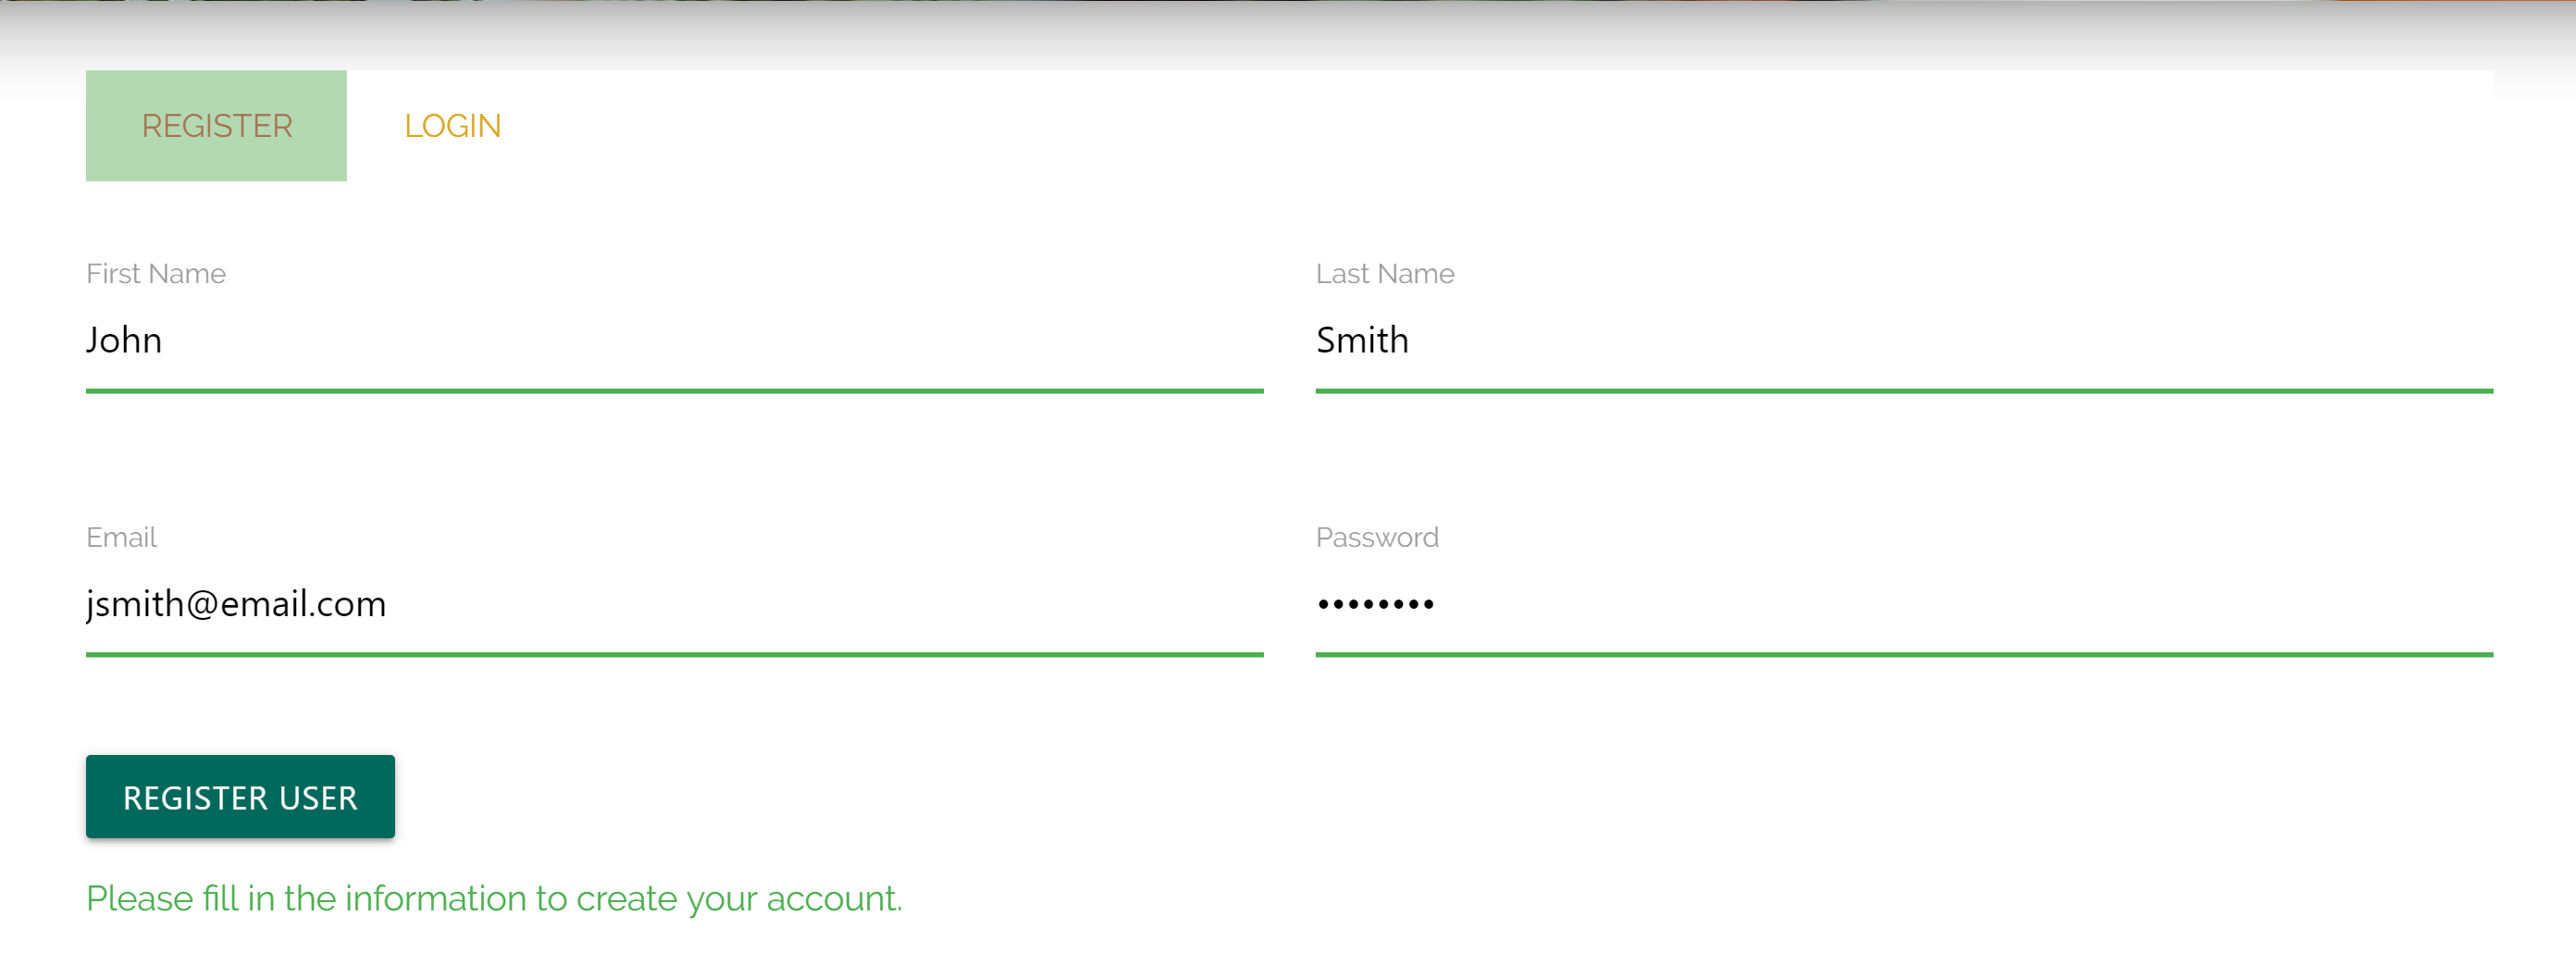 REGISTER LOGIN
First Name Last Name
John Smith
Email Password
jsmith@email.com ••••••••
REGISTER USER
Please fill in the information to create your account.